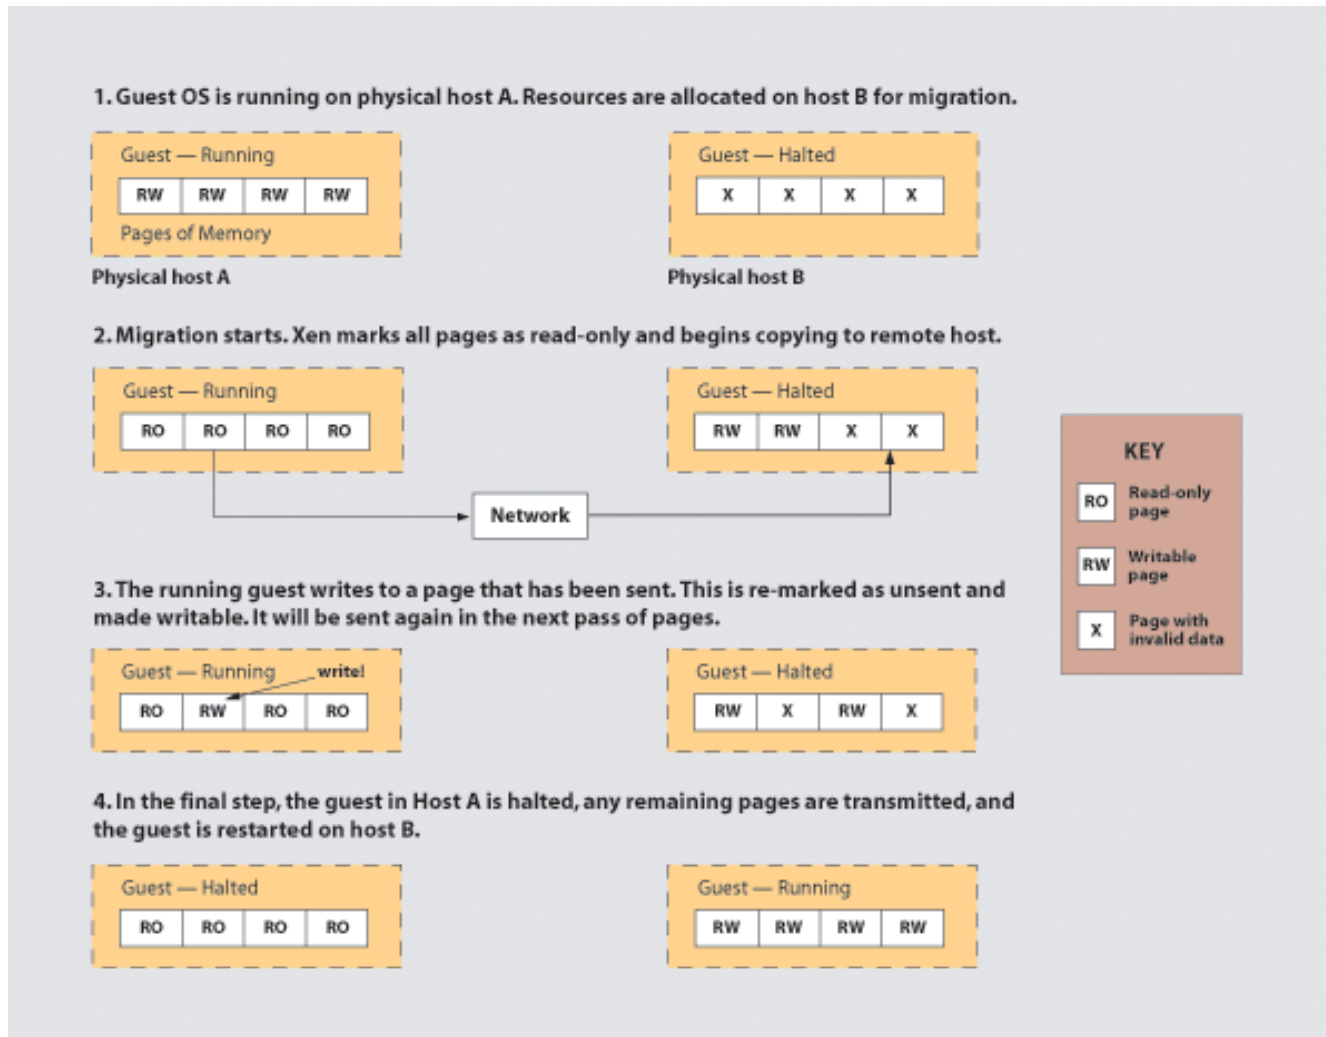 1. Guest OS is running on physical host A. Resources are allocated on host B for migration.
Guest — Running
RW RW RW RW
Pages of Memory
Physical host A
Guest — Halted
X X X X
Physical host B
2. Migration starts. Xen marks all pages as read-only and begins copying to remote host.
Guest — Running
RO RO RO RO
Guest — Halted
RW RW X X
Network
3. The running guest writes to a page that has been sent. This is re-marked as unsent and
made writable. It will be sent again in the next pass of pages.
Guest — Running
write!
RO RW RO RO
Guest — Halted
RW X RW X
4. In the final step, the guest in Host A is halted, any remaining pages are transmitted, and
the guest is restarted on host B.
Guest — Halted
RO RO RO RO
Guest — Running
RW RW RW RW
KEY
RO Read-only
page
RW Writable
page
X Page with
invalid data